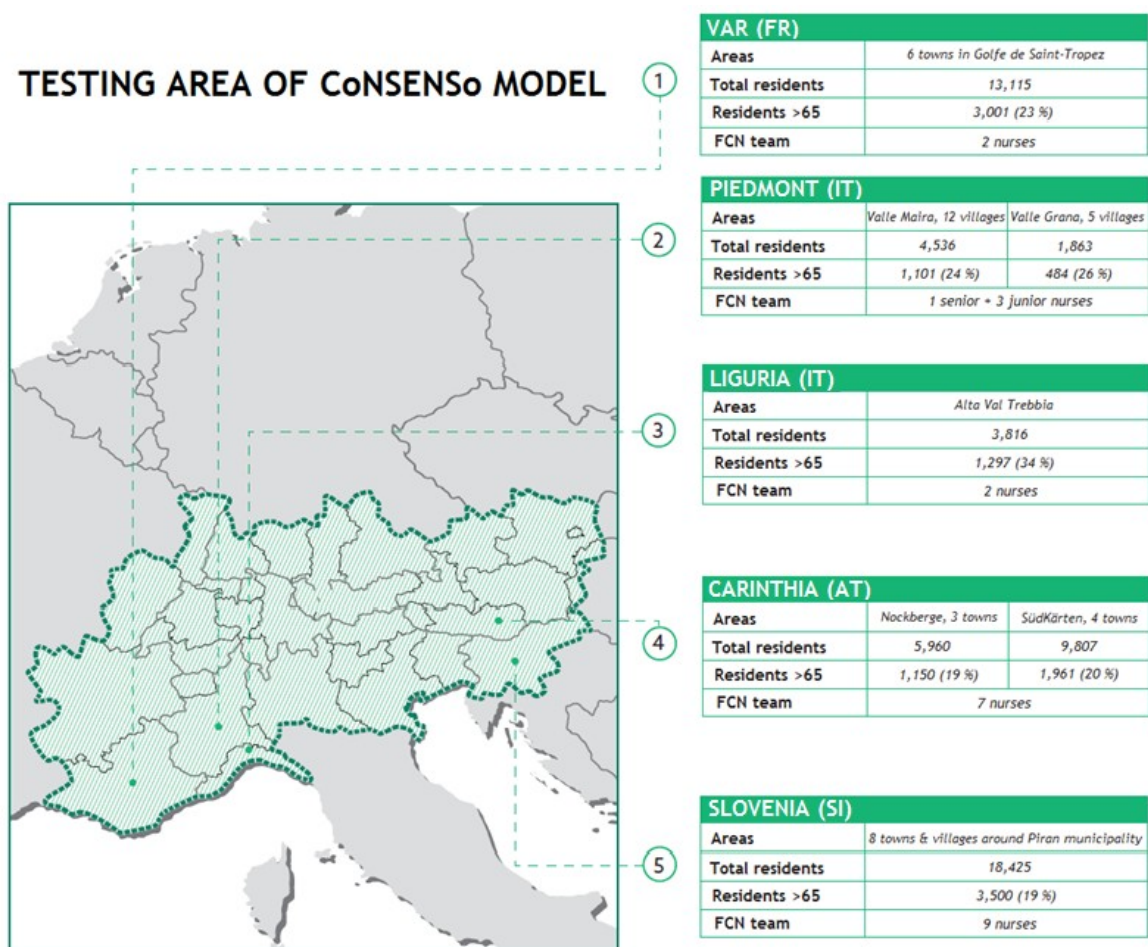 TESTING AREA OF CoNSENSo MODEL
1
VAR (FR)
Areas 6 towns in Golfe de Saint-Tropez
Total residents 13,115
Residents >65 3,001 (23 %)
FCN team 2 nurses
2
PIEDMONT (IT)
Areas Valle Maira, 12 villages Valle Grana, 5 villages
Total residents 4,536 1,863
Residents >65 1,101 (24 %) 484 (26 %)
FCN team 1 senior + 3 junior nurses
3
LIGURIA (IT)
Areas Alta Val Trebbia
Total residents 3,816
Residents >65 1,297 (34 %)
FCN team 2 nurses
4
CARINTHIA (AT)
Areas Nockberge, 3 towns SüdKärten, 4 towns
Total residents 5,960 9,807
Residents >65 1,150 (19 %) 1,961 (20 %)
FCN team 7 nurses
5
SLOVENIA (SI)
Areas 8 towns & villages around Piran municipality
Total residents 18,425
Residents >65 3,500 (19 %)
FCN team 9 nurses